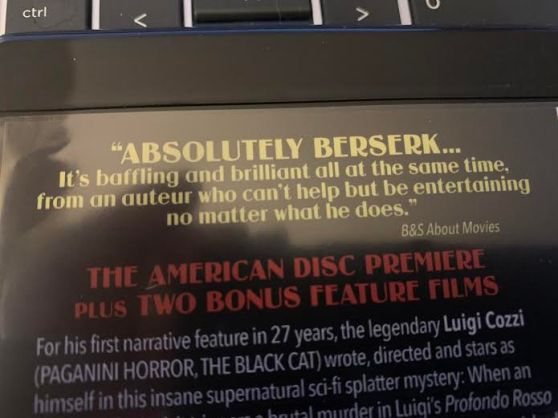 ctrl
<
>
“ABSOLUTELY BERSERK...
It’s baffling and brilliant all at the same time,
from an auteur who can’t help but be entertaining
no matter what he does.”
B&S About Movies
THE AMERICAN DISC PREMIERE
PLUS TWO BONUS FEATURE FILMS
For his first narrative feature in 27 years, the legendary Luigi Cozzi
(PAGANINI HORROR, THE BLACK CAT) wrote, directed and stars as
himself in this insane supernatural sci-fi splatter mystery: When an
brutal murder in Luigi's Profondo Rosso